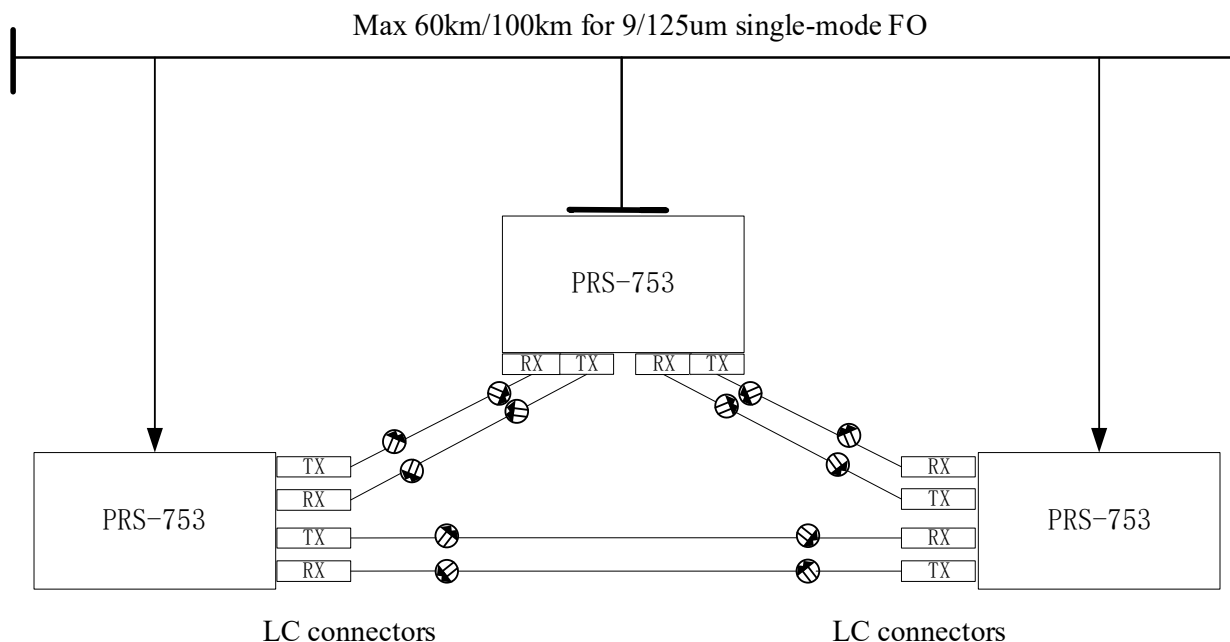 Max 60km/100km for 9/125um single-mode FO
PRS-753
RX TX RX TX
TX RX
RX TX
PRS-753 PRS-753
TX RX
RX TX
LC connectors LC connectors